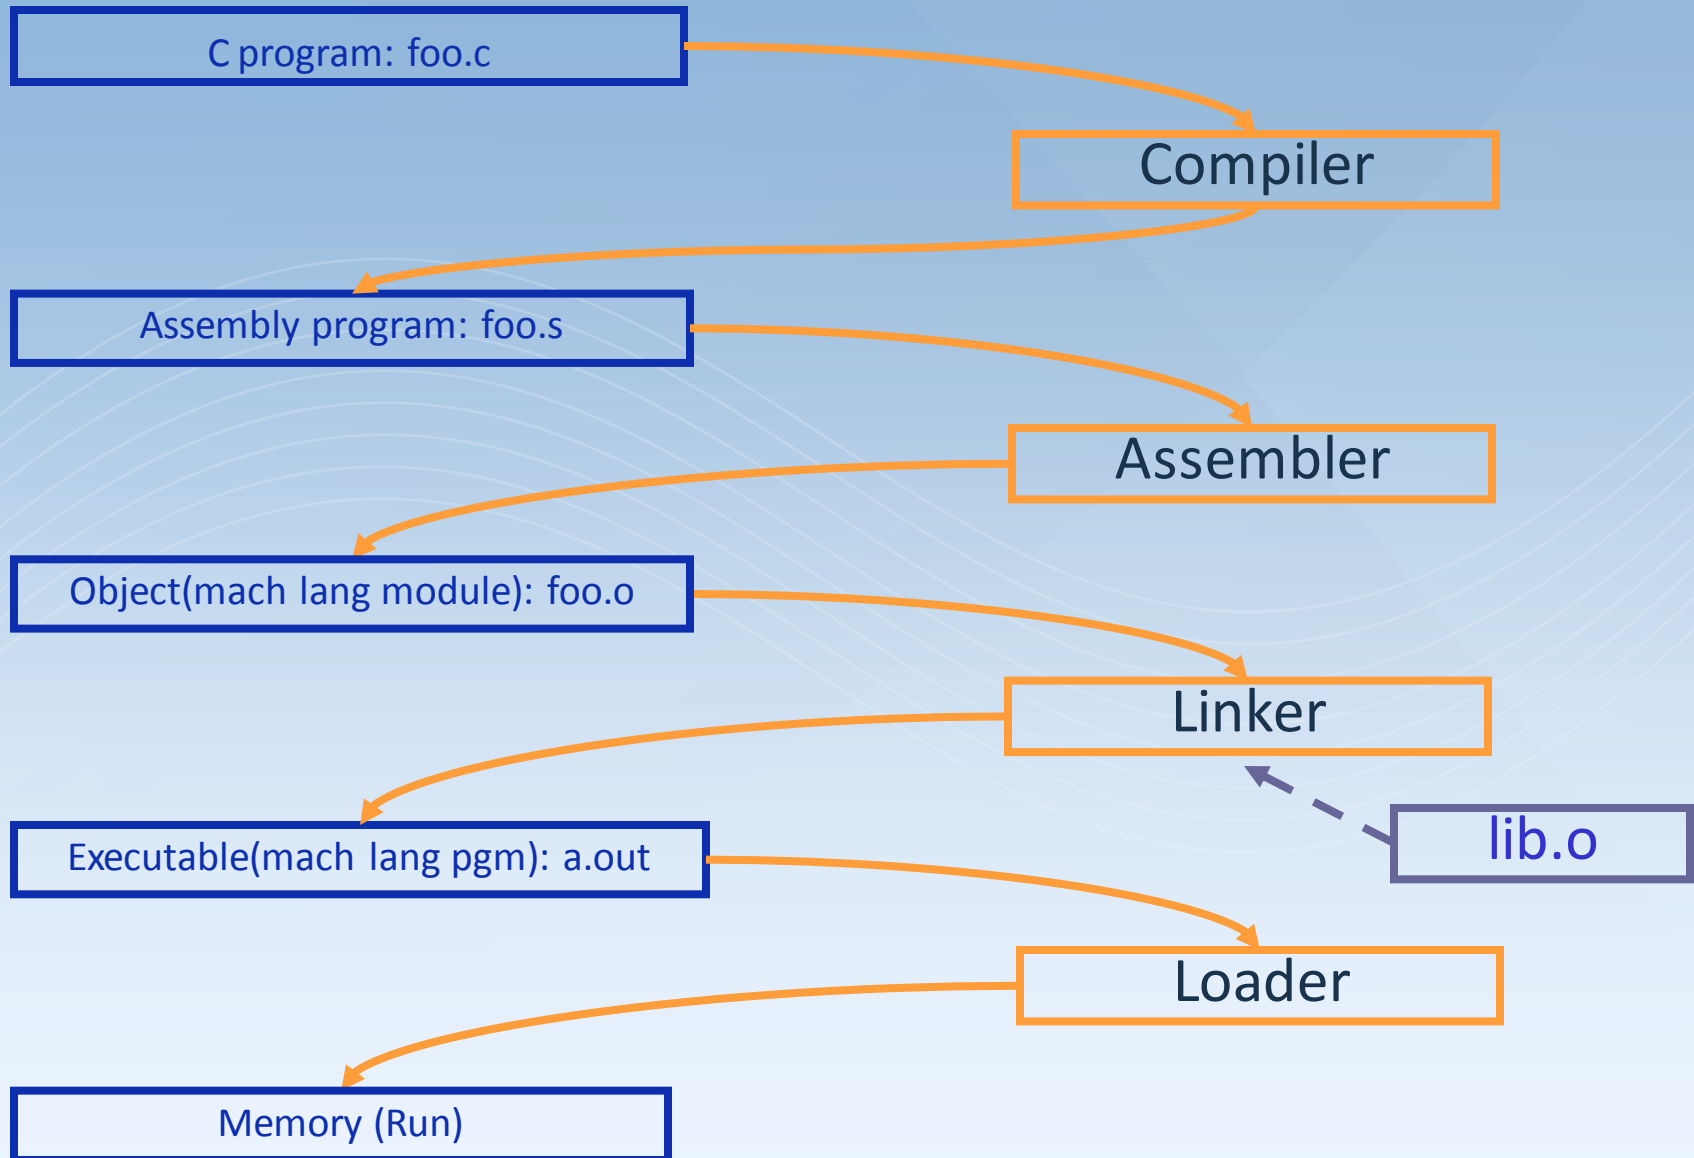 C program: foo.c
Compiler
Assembly program: foo.s
Assembler
Object(mach lang module): foo.o
Linker
lib.o
Executable(mach lang pgm): a.out
Loader
Memory (Run)